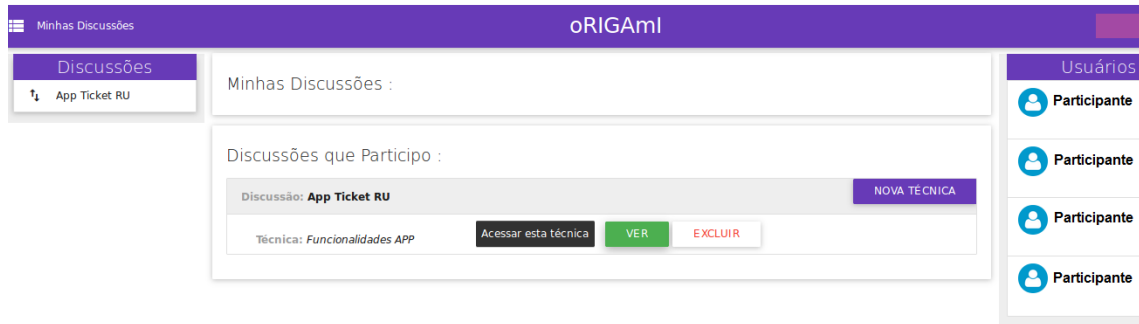 Minhas Discussões
oRIGAmI
Discussões
App Ticket RU
Minhas Discussões :
Discussões que Participo :
Discussão: App Ticket RU
NOVA TÉCNICA
Técnica: Funcionalidades APP
Acessar esta técnica
VER
EXCLUIR
Usuários
Participante
Participante
Participante
Participante